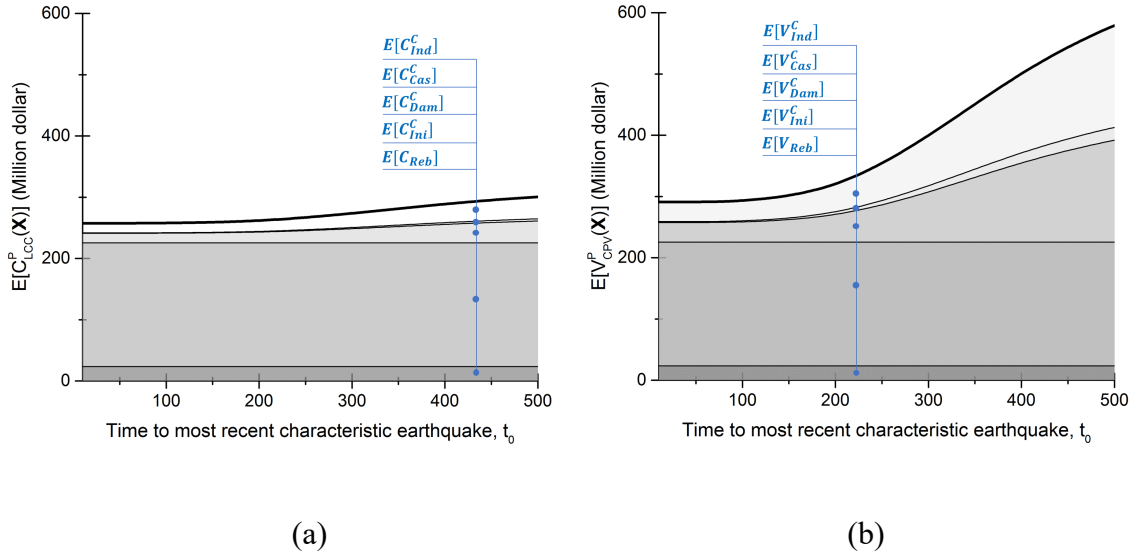 600
400
200
0
E[C^P_LCC(X)] (Million dollar)
E[C^C_Ind]
E[C^C_Cas]
E[C^C_Dam]
E[C^C_Ini]
E[C_Reb]
100 200 300 400 500
Time to most recent characteristic earthquake, t_0
(a)
600
400
200
0
E[V^P_CPV(X)] (Million dollar)
E[V^C_Ind]
E[V^C_Cas]
E[V^C_Dam]
E[V^C_Ini]
E[V_Reb]
100 200 300 400 500
Time to most recent characteristic earthquake, t_0
(b)